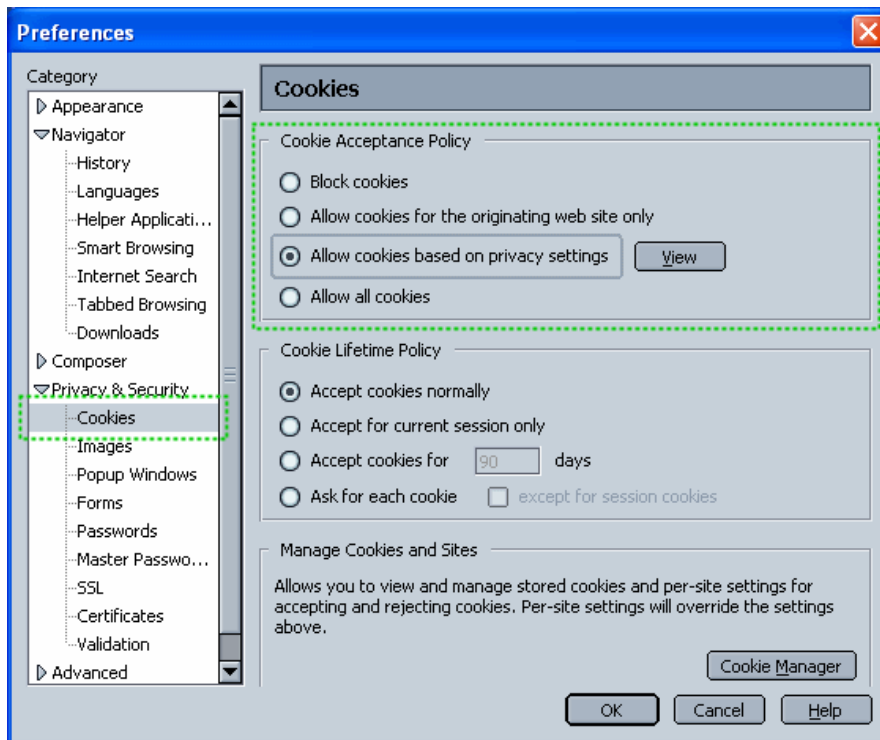 Preferences
Category
Appearance
Navigator
History
Languages
Helper Applicati...
Smart Browsing
Internet Search
Tabbed Browsing
Downloads
Composer
Privacy & Security
Cookies
Images
Popup Windows
Forms
Passwords
Master Passwo...
SSL
Certificates
Validation
Advanced
Cookies
Cookie Acceptance Policy
Block cookies
Allow cookies for the originating web site only
Allow cookies based on privacy settings View
Allow all cookies
Cookie Lifetime Policy
Accept cookies normally
Accept for current session only
Accept cookies for 90 days
Ask for each cookie except for session cookies
Manage Cookies and Sites
Allows you to view and manage stored cookies and per-site settings for
accepting and rejecting cookies. Per-site settings will override the settings
above.
Cookie Manager
OK Cancel Help